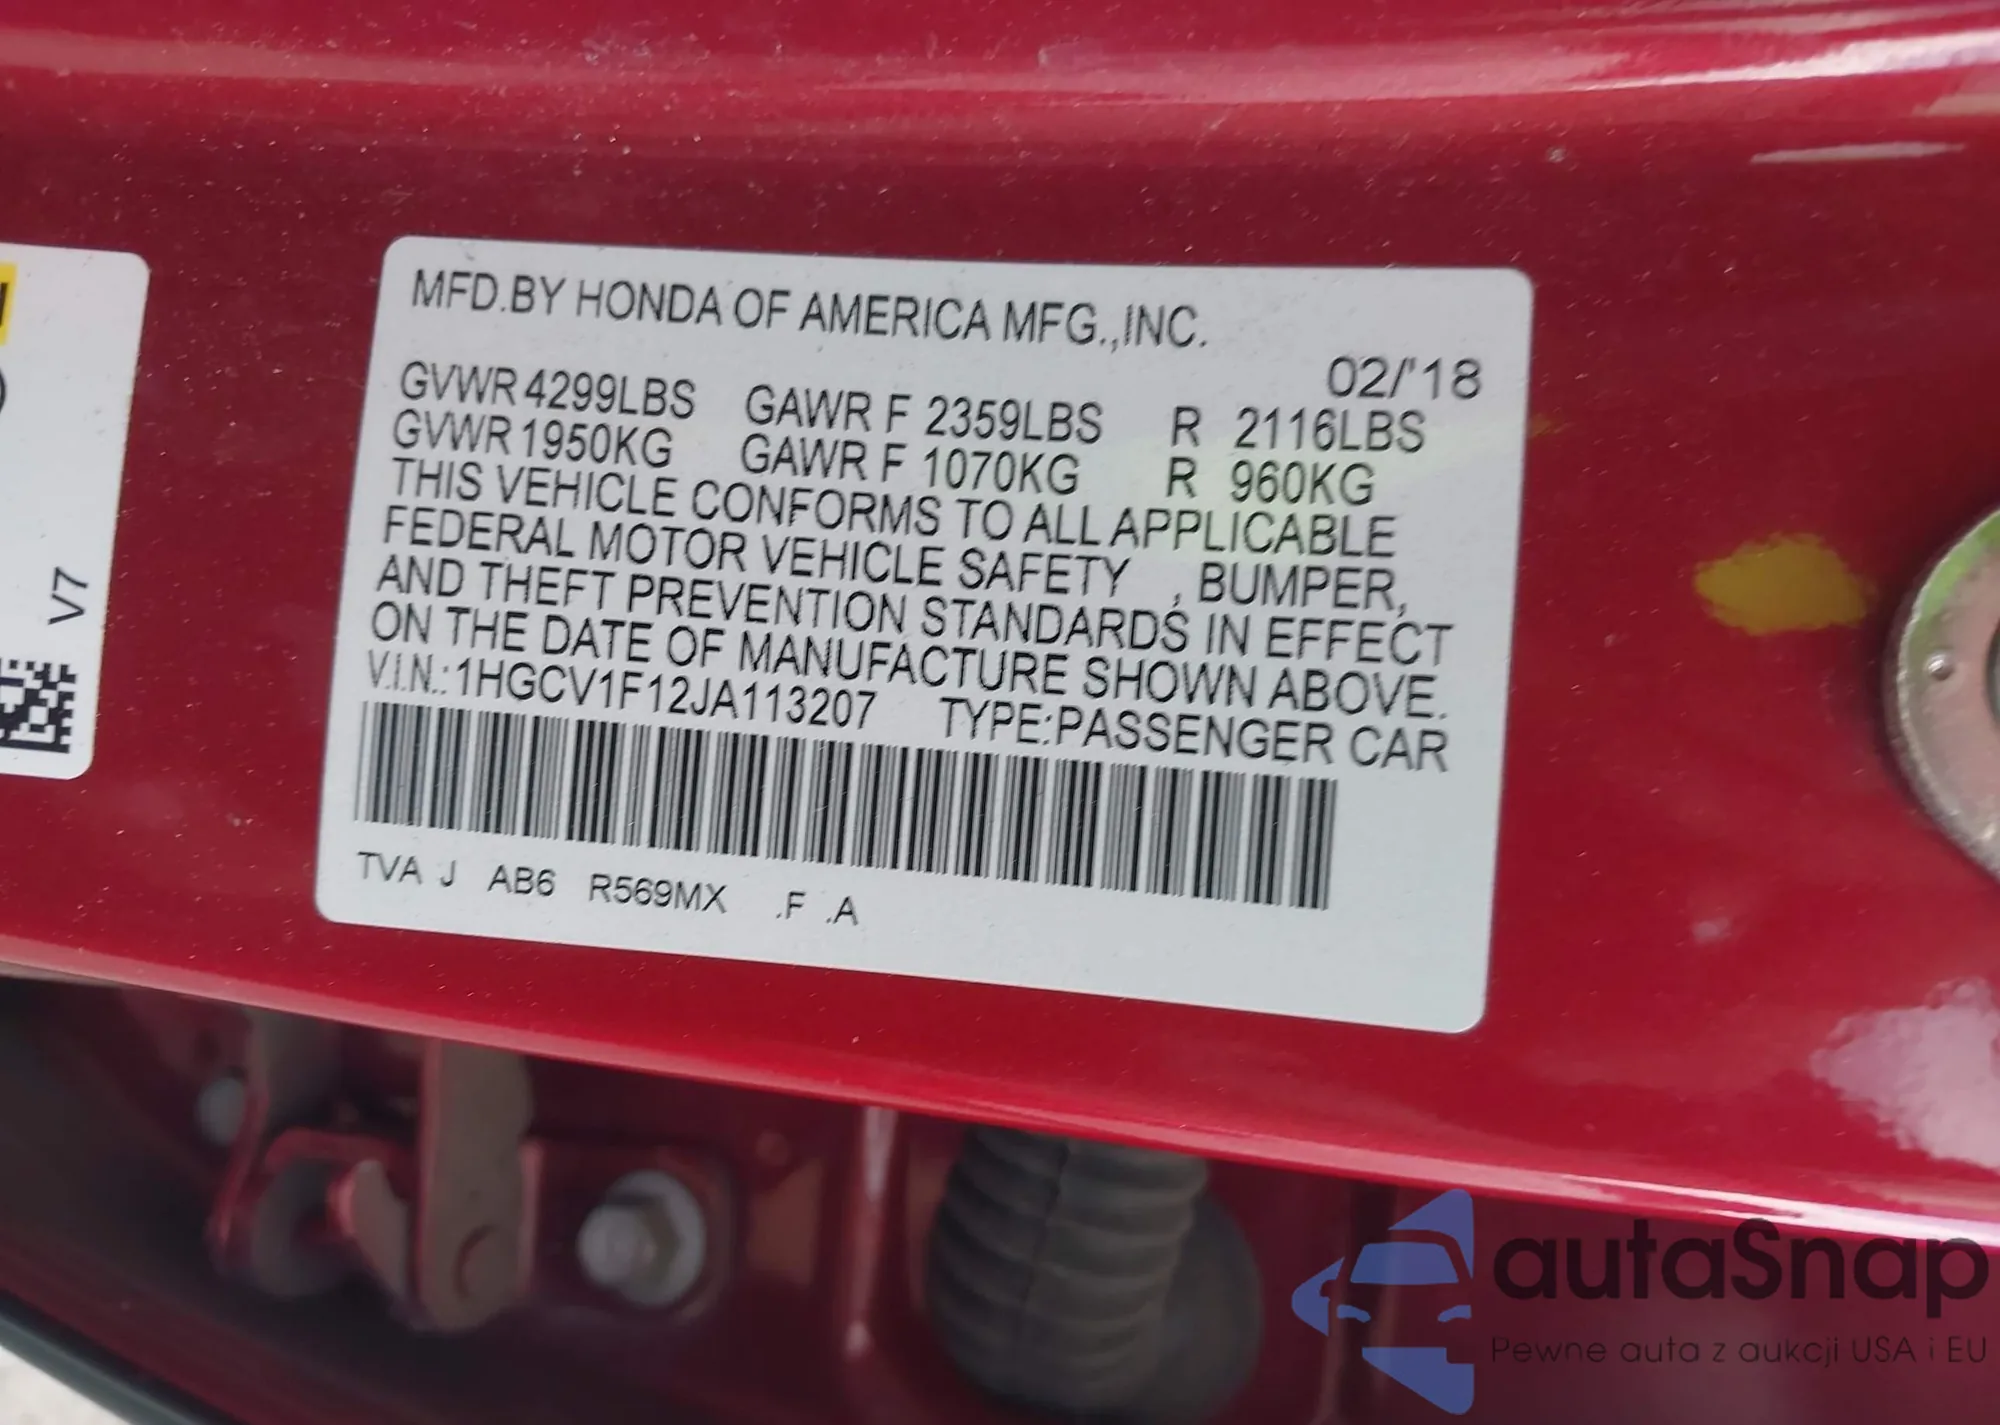 MFD.BY HONDA OF AMERICA MFG.,INC.
02/'18
GVWR 4299LBS GAWR F 2359LBS R 2116LBS
GVWR 1950KG GAWR F 1070KG R 960KG
THIS VEHICLE CONFORMS TO ALL APPLICABLE
FEDERAL MOTOR VEHICLE SAFETY , BUMPER,
AND THEFT PREVENTION STANDARDS IN EFFECT
ON THE DATE OF MANUFACTURE SHOWN ABOVE.
V.I.N.: 1HGCV1F12JA113207 TYPE:PASSENGER CAR
TVA J AB6 R569MX .F .A
V7
autaSnap
Pewne auta z aukcji USA i EU